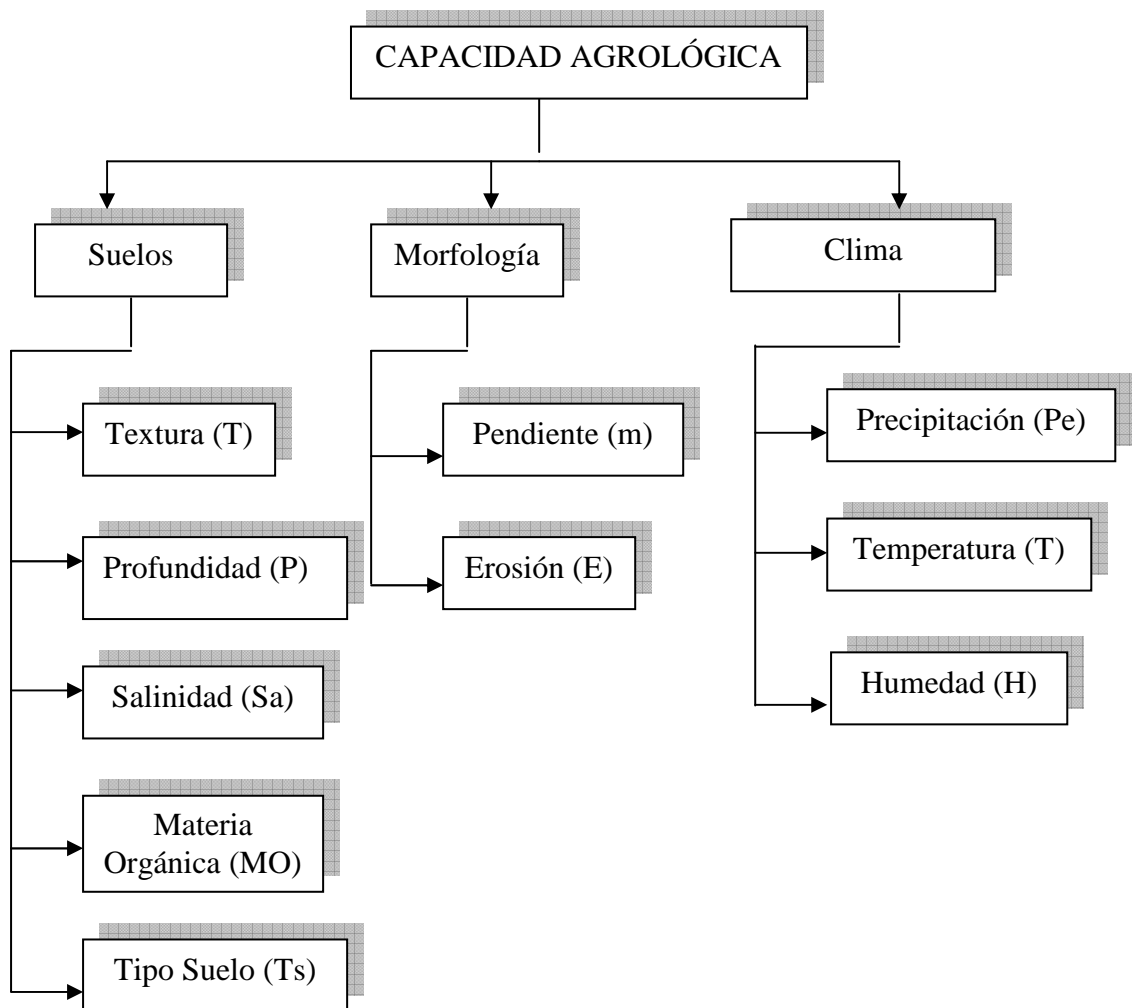 CAPACIDAD AGROLÓGICA
Suelos
Morfología
Clima
Textura (T)
Profundidad (P)
Salinidad (Sa)
Materia
Orgánica (MO)
Tipo Suelo (Ts)
Pendiente (m)
Erosión (E)
Precipitación (Pe)
Temperatura (T)
Humedad (H)